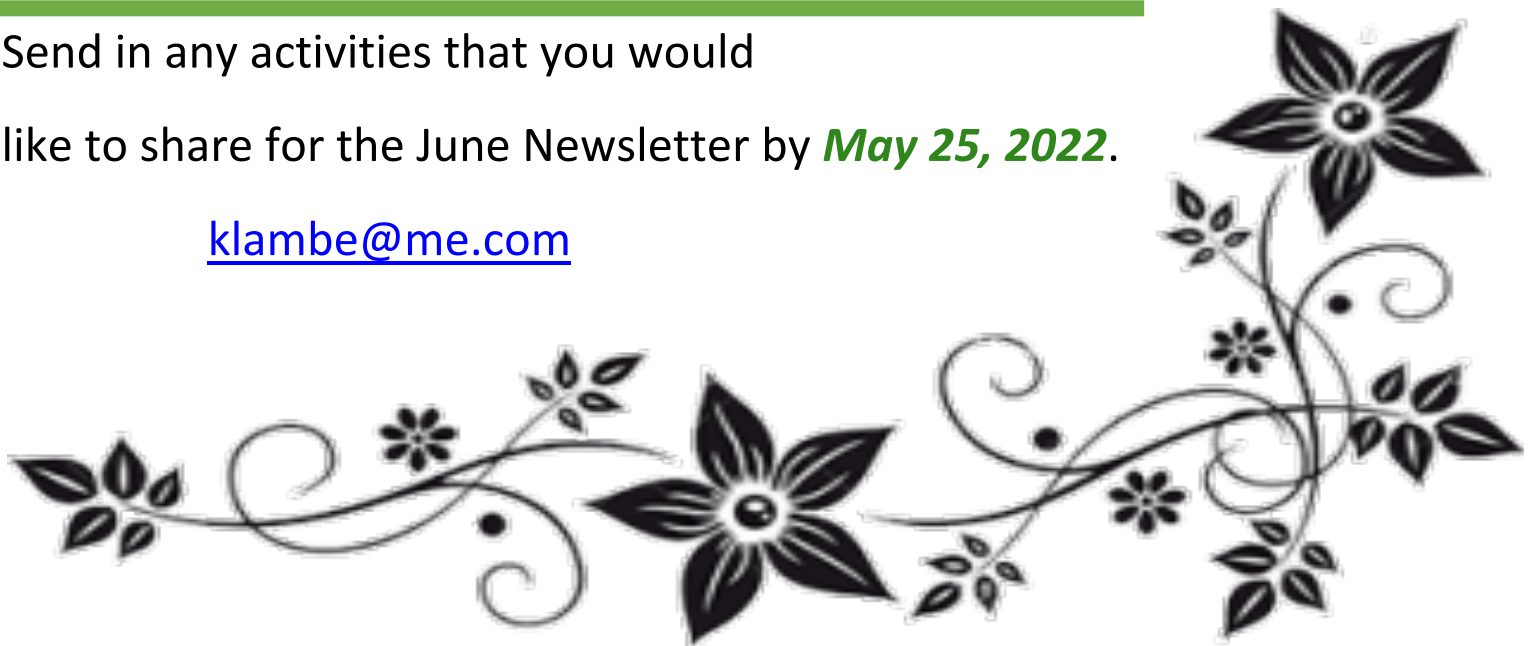 Send in any activities that you would
like to share for the June Newsletter by May 25, 2022.
klambe@me.com